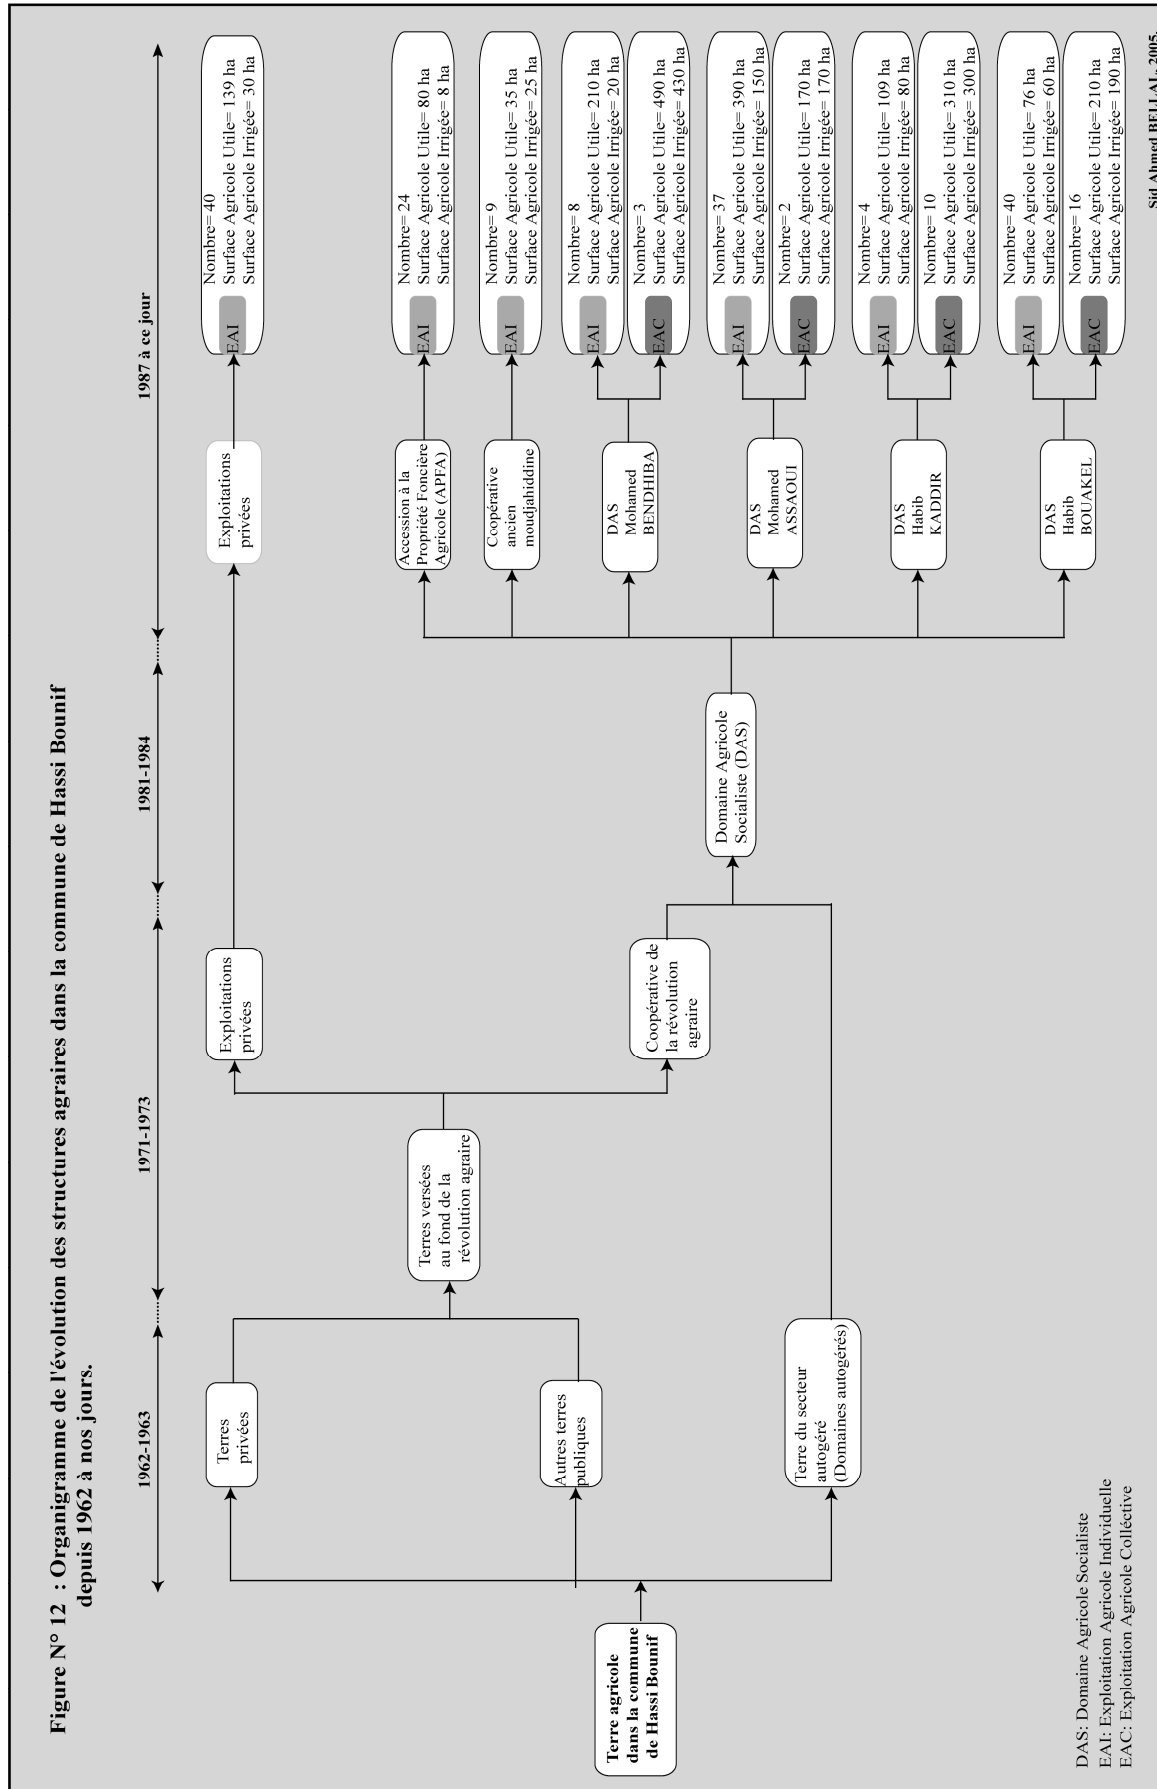 Figure N° 12 : Organigramme de l'évolution des structures agraires dans la commune de Hassi Bounif
depuis 1962 à nos jours.
1962-1963
1971-1973
1981-1984
1987 à ce jour
Terre agricole
dans la commune
de Hassi Bounif
Terres
privées
Autres terres
publiques
Terre du secteur
autogéré
(Domaines autogérés)
Terres versées
au fond de la
révolution agraire
Exploitations
privées
Coopérative de
la révolution
agraire
Domaine Agricole
Socialiste (DAS)
Exploitations
privées
Accession à la
Propriété Foncière
Agricole (APFA)
Coopérative
ancien
moudjahiddine
DAS
Mohamed
BENDHIBA
DAS
Mohamed
ASSAOUI
DAS
Habib
KADDIR
DAS
Habib
BOUAKEL
EAI
Nombre= 40
Surface Agricole Utile= 139 ha
Surface Agricole Irrigée= 30 ha
EAI
Nombre= 24
Surface Agricole Utile= 80 ha
Surface Agricole Irrigée= 8 ha
EAI
Nombre= 9
Surface Agricole Utile= 35 ha
Surface Agricole Irrigée= 25 ha
EAI
Nombre= 8
Surface Agricole Utile= 210 ha
Surface Agricole Irrigée= 20 ha
EAC
Nombre= 3
Surface Agricole Utile= 490 ha
Surface Agricole Irrigée= 430 ha
EAI
Nombre= 37
Surface Agricole Utile= 390 ha
Surface Agricole Irrigée= 150 ha
EAC
Nombre= 2
Surface Agricole Utile= 170 ha
Surface Agricole Irrigée= 170 ha
EAI
Nombre= 4
Surface Agricole Utile= 109 ha
Surface Agricole Irrigée= 80 ha
EAC
Nombre= 10
Surface Agricole Utile= 310 ha
Surface Agricole Irrigée= 300 ha
EAI
Nombre= 40
Surface Agricole Utile= 76 ha
Surface Agricole Irrigée= 60 ha
EAC
Nombre= 16
Surface Agricole Utile= 210 ha
Surface Agricole Irrigée= 190 ha
DAS: Domaine Agricole Socialiste
EAI: Exploitation Agricole Individuelle
EAC: Exploitation Agricole Colléctive
Sid Ahmed BELLAL, 2005.